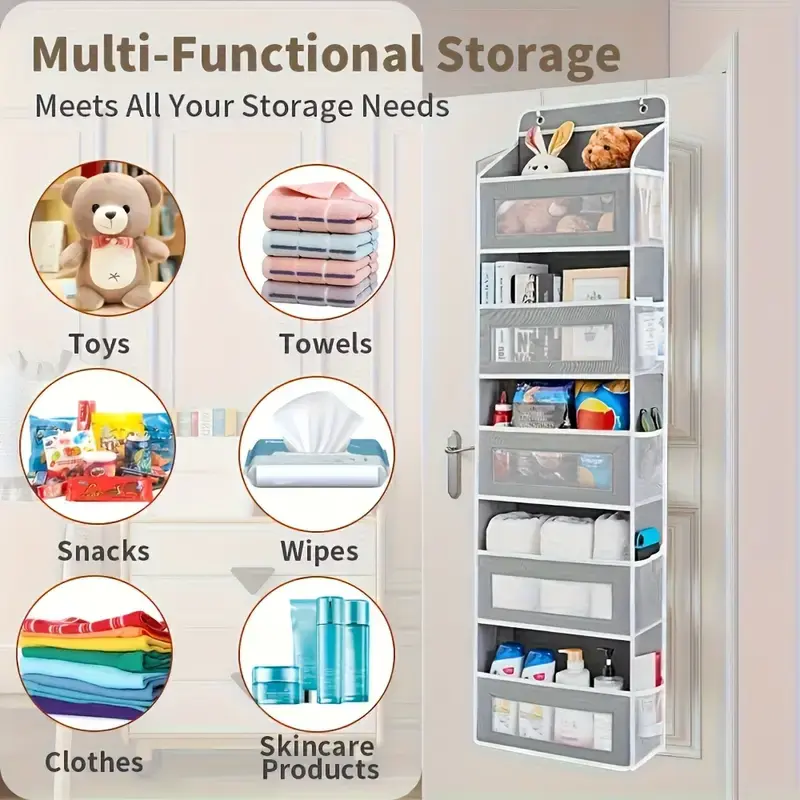 Multi-Functional Storage
Meets All Your Storage Needs
Toys
Towels
Snacks
Wipes
Clothes
Skincare
Products